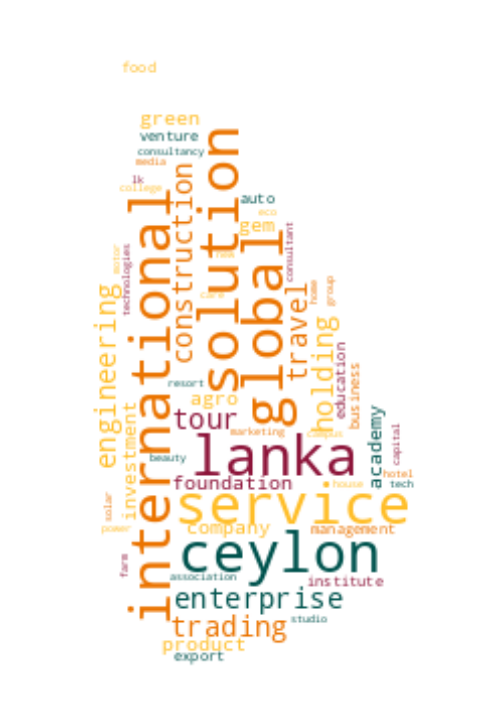 food
green
venture
consultancy
media
lk
college
international
construction
solution
auto
eco
gem
global
consultant
new
motor
technologies
care
home
group
travel
engineering
holding
education
business
resort
agro
investment
tour
marketing
campus
academy
capital
lanka
beauty
foundation
house
hotel
tech
solar
service
power
company
management
ceylon
farm
association
institute
enterprise
studio
trading
product
export